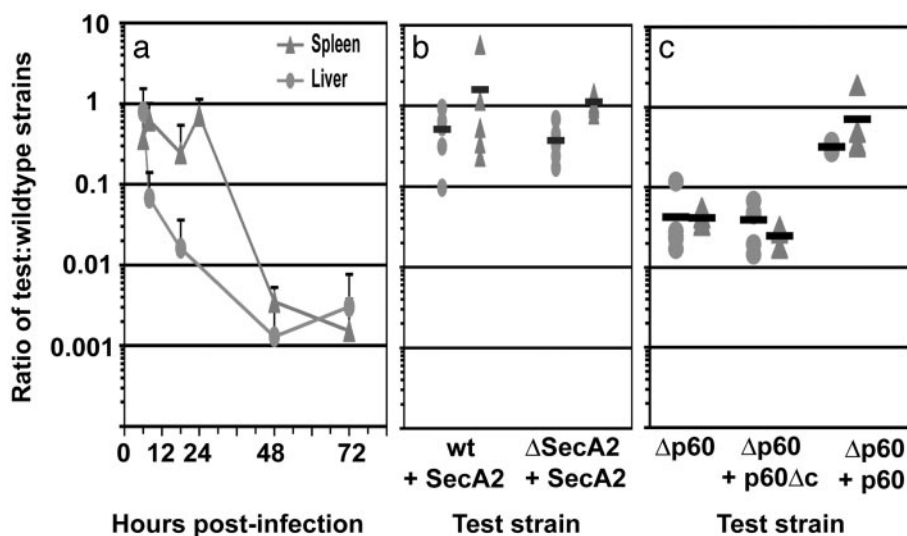 Ratio of test:wildtype strains
10
1
0.1
0.01
0.001
a
Spleen
Liver
0 12 24 48 72
Hours post-infection
b
wt ΔSecA2
+ SecA2 + SecA2
Test strain
c
Δp60 Δp60 Δp60
+ p60Δc + p60
Test strain